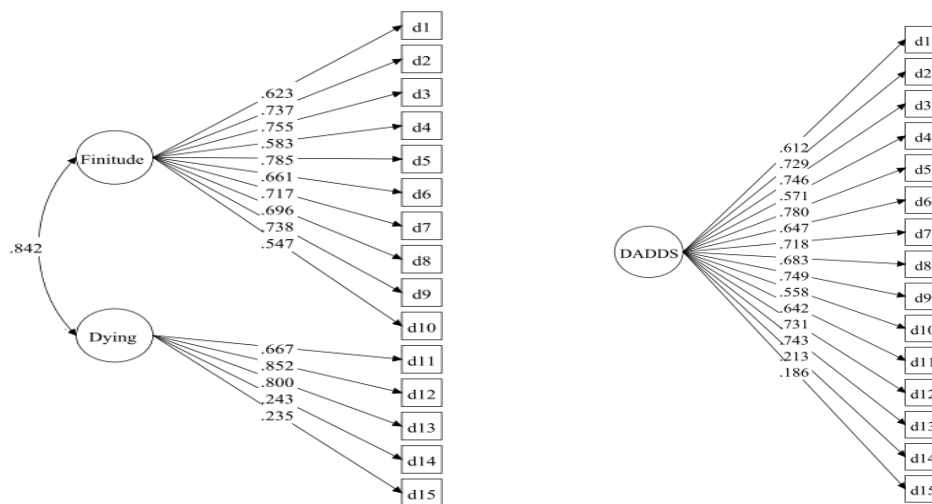 d1
d2
d3
d4
d5
d6
d7
d8
d9
d10
d11
d12
d13
d14
d15
.623
.737
.755
.583
.785
.661
.717
.696
.738
.547
.667
.852
.800
.243
.235
Finitude
Dying
.842
DADDS
.612
.729
.746
.571
.780
.647
.718
.683
.749
.558
.642
.731
.743
.213
.186
d1
d2
d3
d4
d5
d6
d7
d8
d9
d10
d11
d12
d13
d14
d15